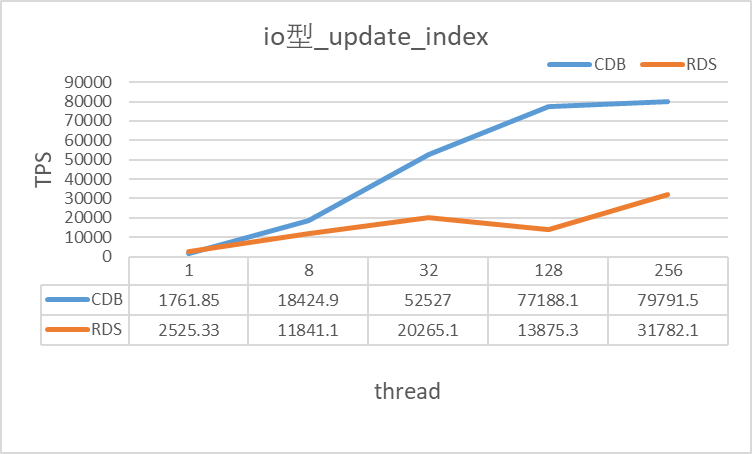 io型_update_index
CDB RDS
90000
80000
70000
60000
50000
40000
30000
20000
10000
0
TPS
1 8 32 128 256
CDB 1761.85 18424.9 52527 77188.1 79791.5
RDS 2525.33 11841.1 20265.1 13875.3 31782.1
thread